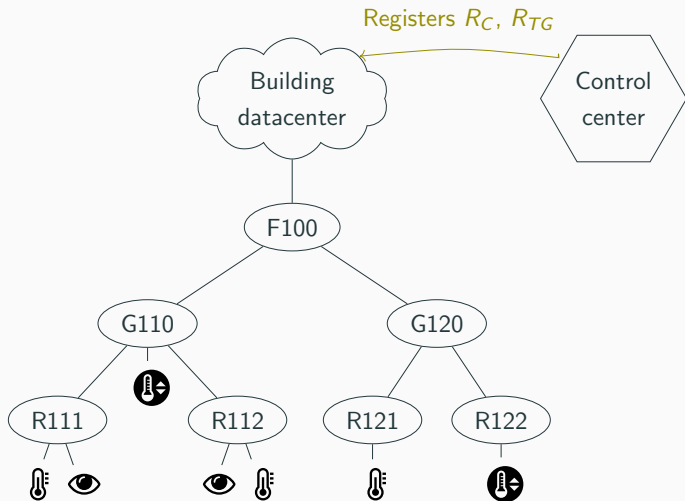 Registers R_C, R_TG
Building
datacenter
Control
center
F100
G110
G120
R111
R112
R121
R122